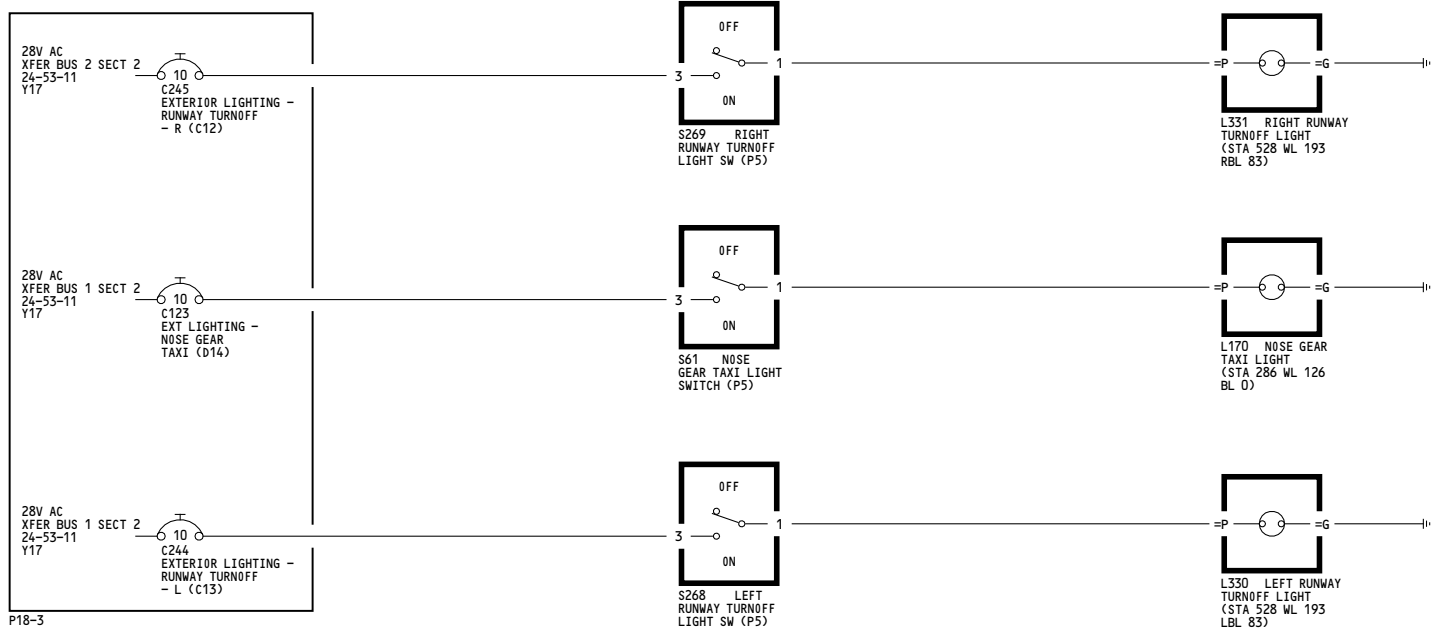 28V AC
XFER BUS 2 SECT 2
24-53-11
Y17
10
C245
EXTERIOR LIGHTING –
RUNWAY TURNOFF
– R (C12)
OFF
3
1
ON
S269 RIGHT
RUNWAY TURNOFF
LIGHT SW (P5)
=P
=G
L331 RIGHT RUNWAY
TURNOFF LIGHT
(STA 528 WL 193
RBL 83)
28V AC
XFER BUS 1 SECT 2
24-53-11
Y17
10
C123
EXT LIGHTING –
NOSE GEAR
TAXI (D14)
OFF
3
1
ON
S61 NOSE
GEAR TAXI LIGHT
SWITCH (P5)
=P
=G
L170 NOSE GEAR
TAXI LIGHT
(STA 286 WL 126
BL 0)
28V AC
XFER BUS 1 SECT 2
24-53-11
Y17
10
C244
EXTERIOR LIGHTING –
RUNWAY TURNOFF
– L (C13)
OFF
3
1
ON
S268 LEFT
RUNWAY TURNOFF
LIGHT SW (P5)
=P
=G
L330 LEFT RUNWAY
TURNOFF LIGHT
(STA 528 WL 193
LBL 83)
P18-3